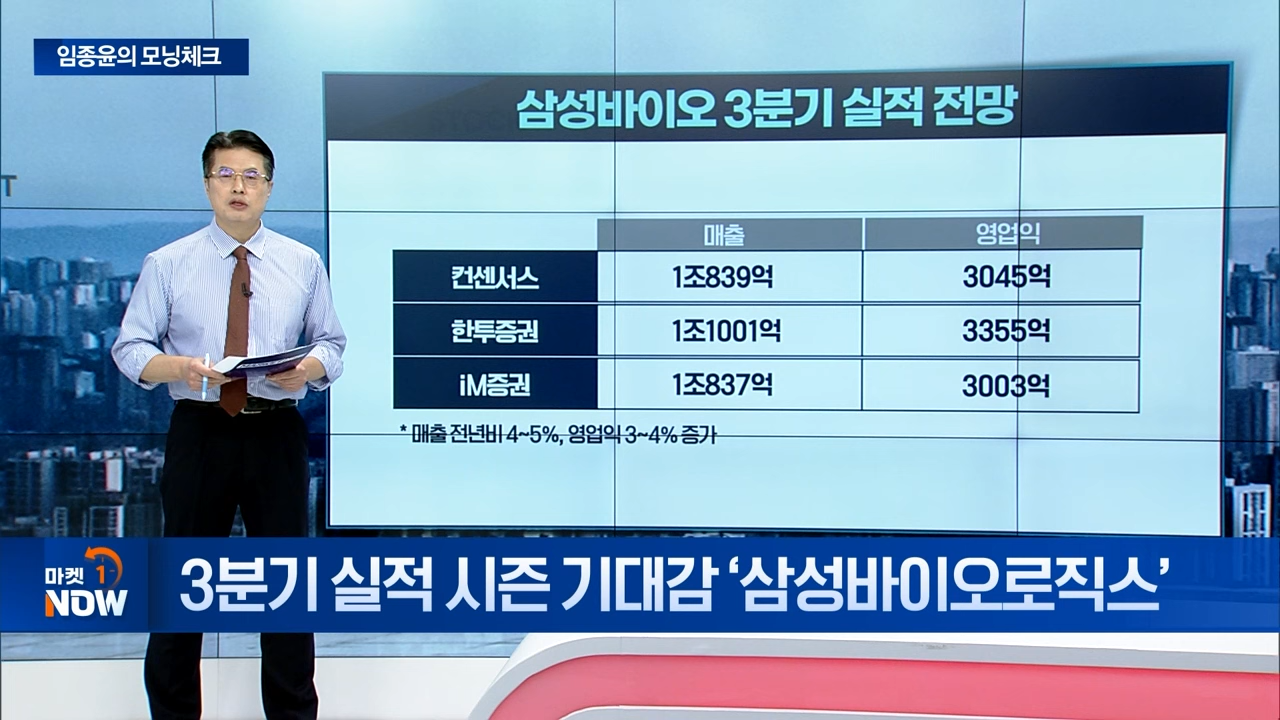 임종윤의 모닝체크
삼성바이오 3분기 실적 전망
T
매출 영업익
컨센서스 1조839억 3045억
한투증권 1조1001억 3355억
iM증권 1조837억 3003억
* 매출 전년비 4~5%, 영업익 3~4% 증가
마켓 1
NOW
3분기 실적 시즌 기대감 ‘삼성바이오로직스’